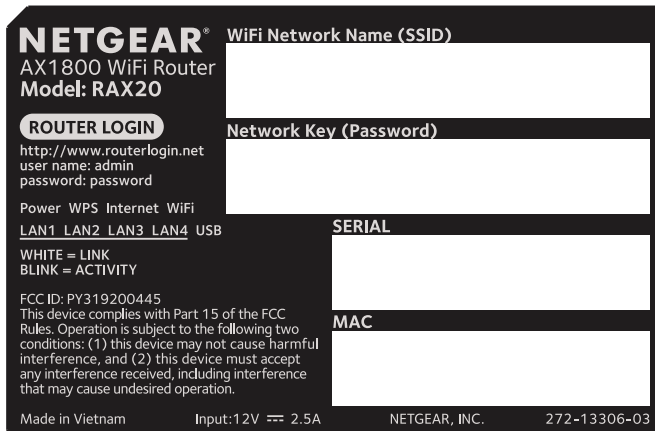 NETGEAR®
AX1800 WiFi Router
Model: RAX20
ROUTER LOGIN
http://www.routerlogin.net
user name: admin
password: password
Power WPS Internet WiFi
LAN1 LAN2 LAN3 LAN4 USB
WHITE = LINK
BLINK = ACTIVITY
FCC ID: PY319200445
This device complies with Part 15 of the FCC
Rules. Operation is subject to the following two
conditions: (1) this device may not cause harmful
interference, and (2) this device must accept
any interference received, including interference
that may cause undesired operation.
WiFi Network Name (SSID)
Network Key (Password)
SERIAL
MAC
Made in Vietnam Input:12V ⎓ 2.5A NETGEAR, INC. 272-13306-03